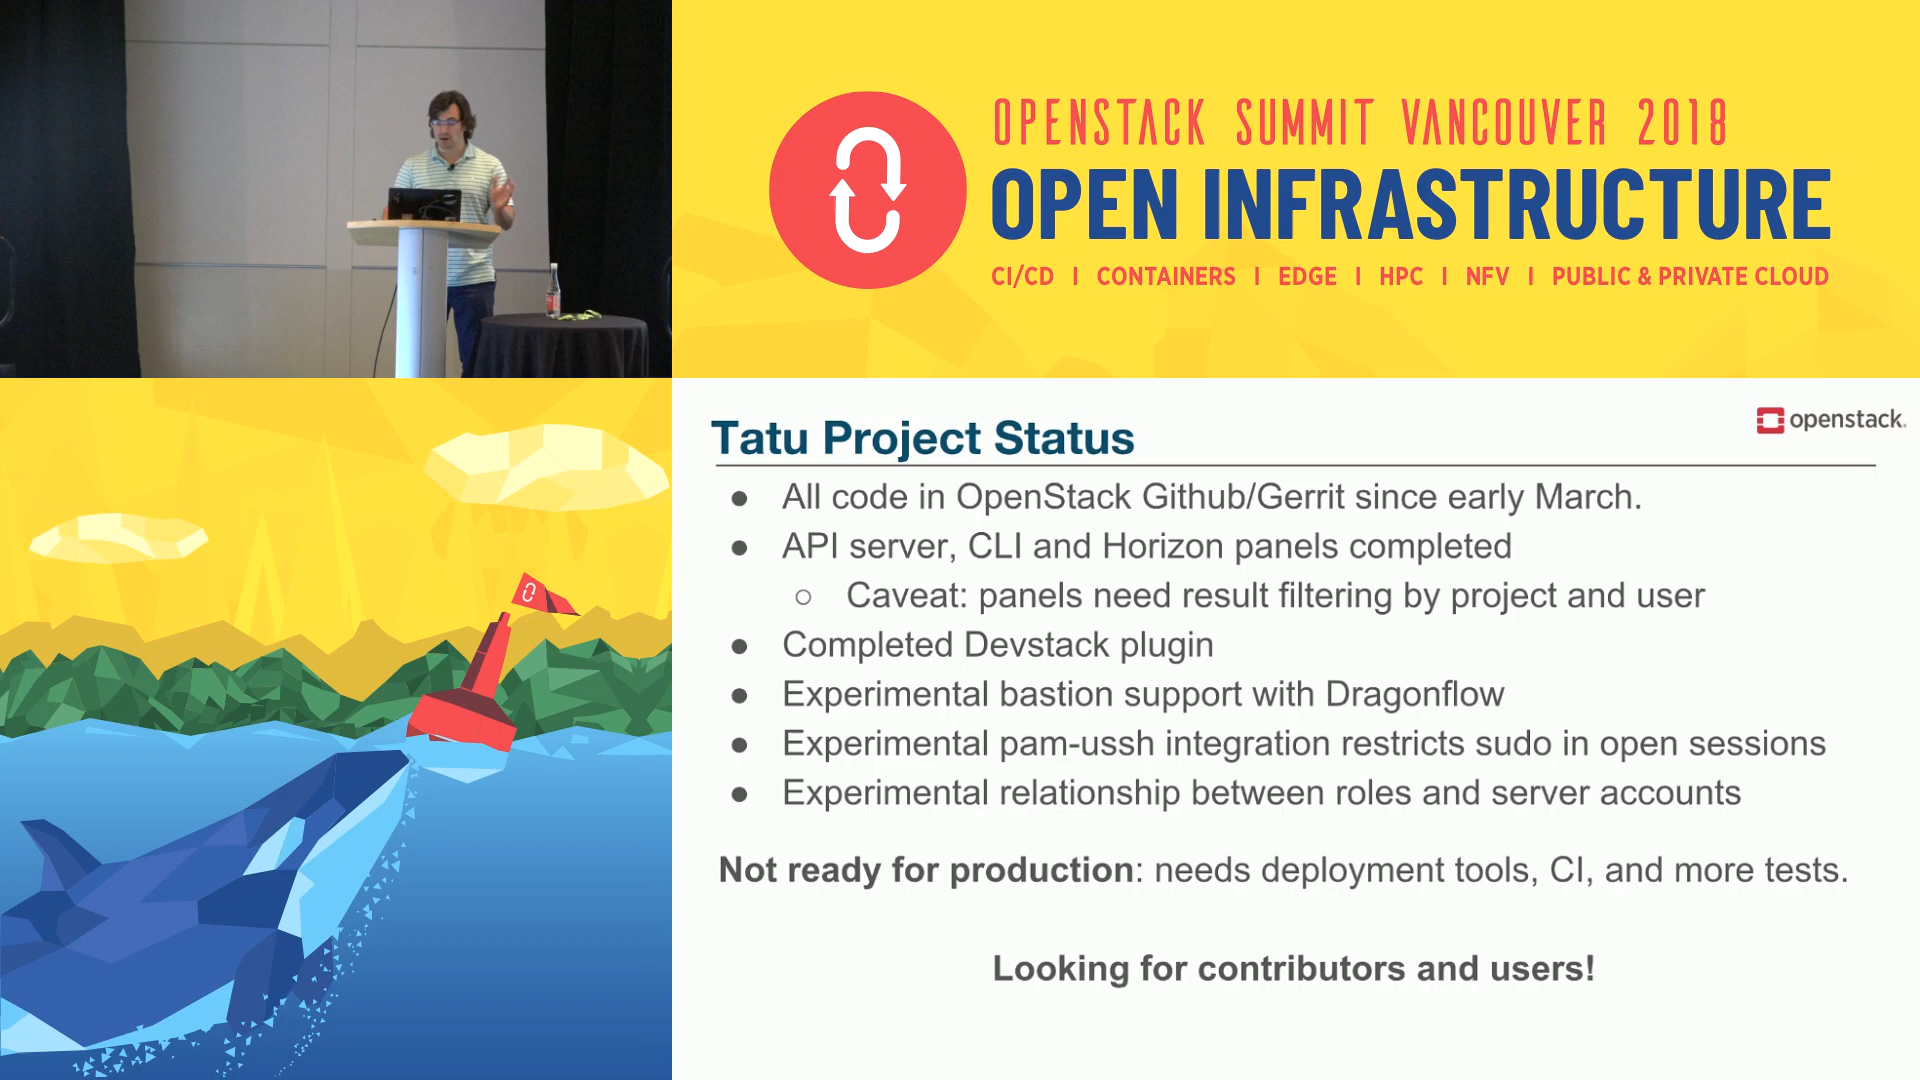 OPENSTACK SUMMIT VANCOUVER 2018
OPEN INFRASTRUCTURE
CI/CD | CONTAINERS | EDGE | HPC | NFV | PUBLIC & PRIVATE CLOUD
openstack.
Tatu Project Status
● All code in OpenStack Github/Gerrit since early March.
● API server, CLI and Horizon panels completed
○ Caveat: panels need result filtering by project and user
● Completed Devstack plugin
● Experimental bastion support with Dragonflow
● Experimental pam-ussh integration restricts sudo in open sessions
● Experimental relationship between roles and server accounts
Not ready for production: needs deployment tools, CI, and more tests.
Looking for contributors and users!